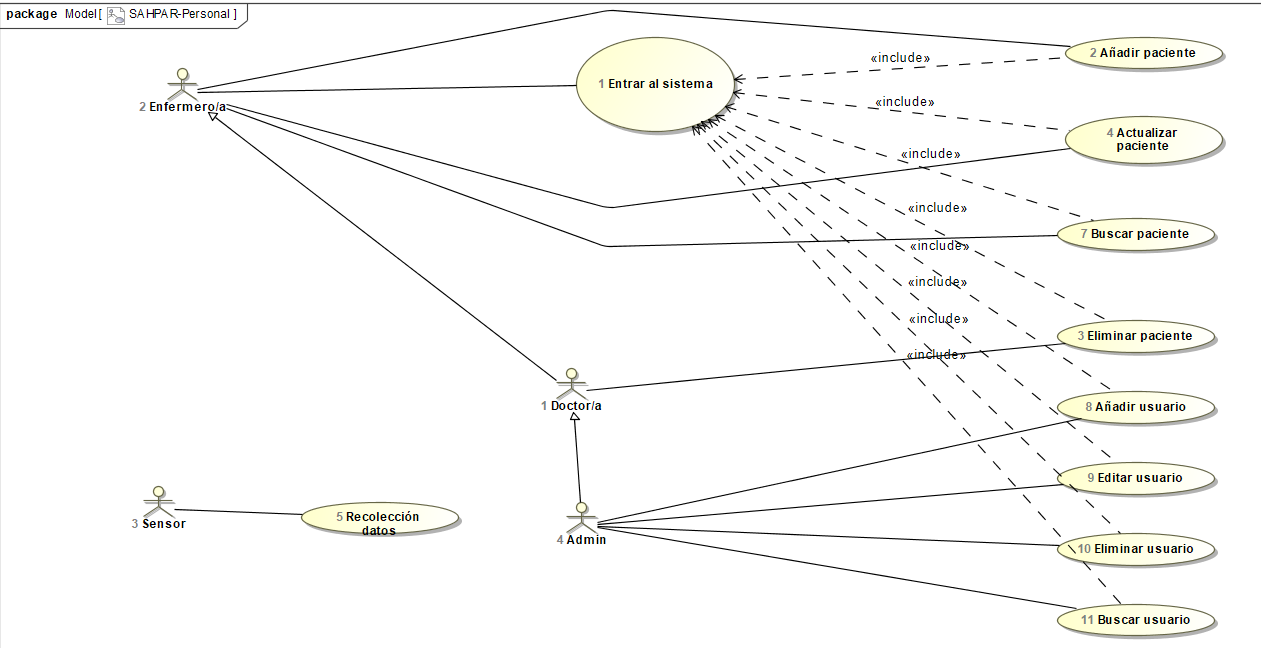 package Model[ SAHPAR-Personal ]
2 Añadir paciente
«include»
1 Entrar al sistema
2 Enfermero/a
«include»
4 Actualizar
paciente
«include»
«include»
7 Buscar paciente
«include»
«include»
«include»
3 Eliminar paciente
«include»
1 Doctor/a
8 Añadir usuario
9 Editar usuario
3 Sensor
5 Recolección
datos
4 Admin
10 Eliminar usuario
11 Buscar usuario